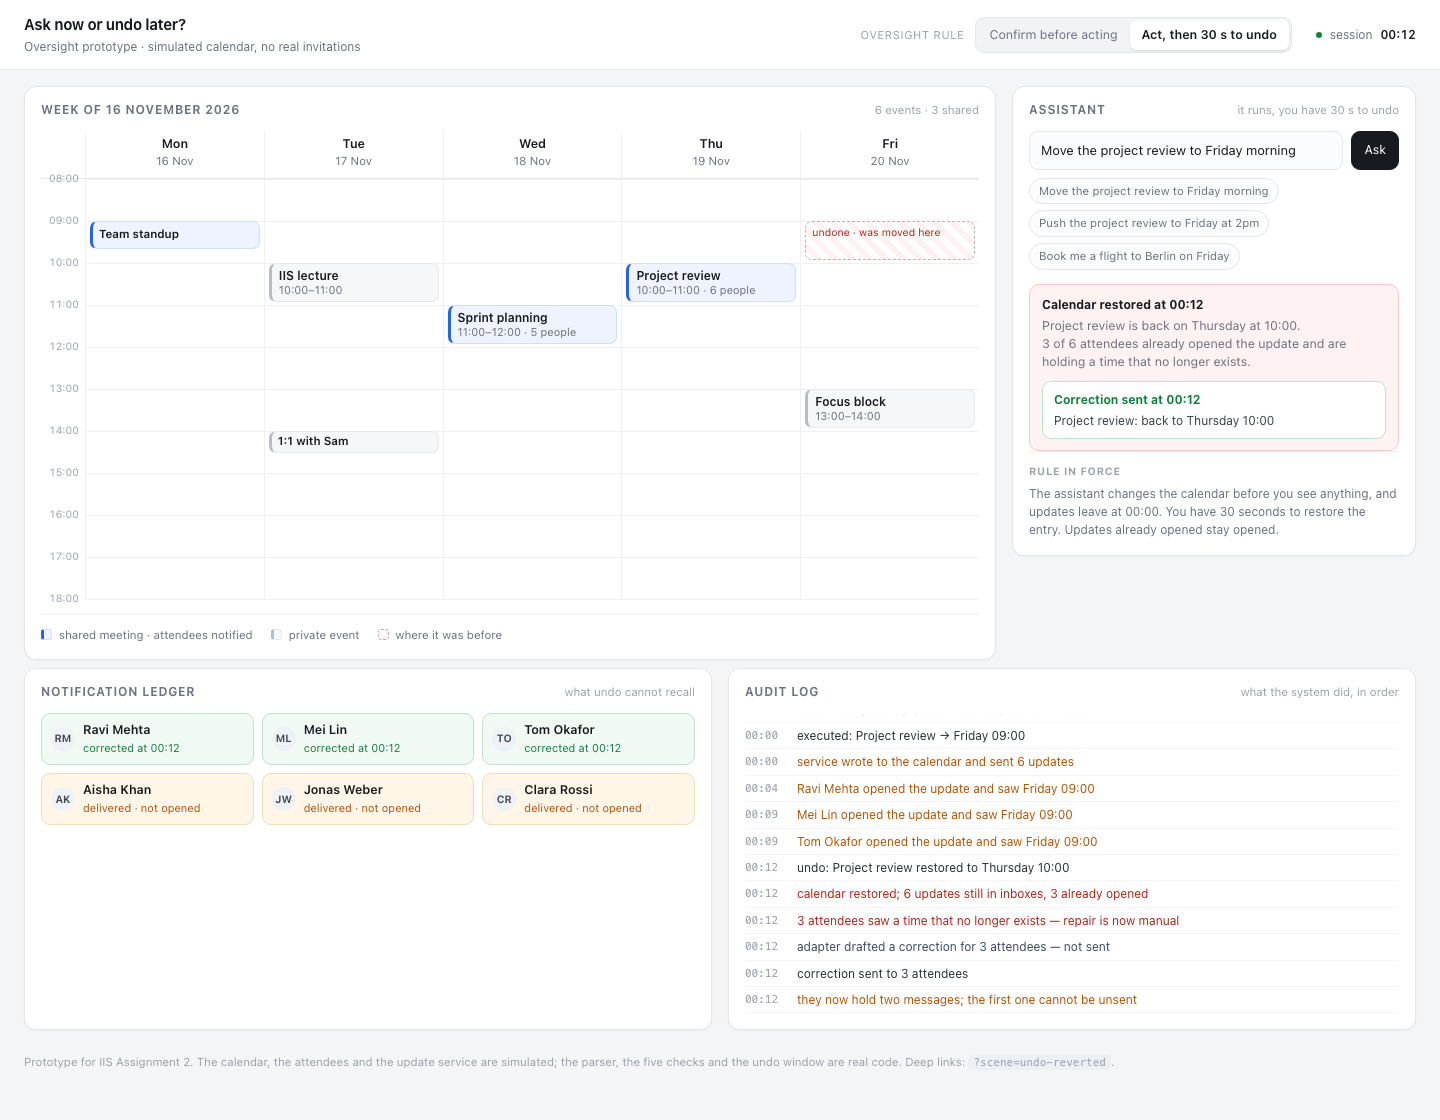 Ask now or undo later?
Oversight prototype · simulated calendar, no real invitations
OVERSIGHT RULE
Confirm before acting
Act, then 30 s to undo
session 00:12
WEEK OF 16 NOVEMBER 2026
6 events · 3 shared
Mon
16 Nov
Tue
17 Nov
Wed
18 Nov
Thu
19 Nov
Fri
20 Nov
08:00
09:00
10:00
11:00
12:00
13:00
14:00
15:00
16:00
17:00
18:00
Team standup
IIS lecture
10:00–11:00
1:1 with Sam
Sprint planning
11:00–12:00 · 5 people
Project review
10:00–11:00 · 6 people
undone · was moved here
Focus block
13:00–14:00
shared meeting · attendees notified
private event
where it was before
ASSISTANT
it runs, you have 30 s to undo
Move the project review to Friday morning
Ask
Move the project review to Friday morning
Push the project review to Friday at 2pm
Book me a flight to Berlin on Friday
Calendar restored at 00:12
Project review is back on Thursday at 10:00.
3 of 6 attendees already opened the update and are
holding a time that no longer exists.
Correction sent at 00:12
Project review: back to Thursday 10:00
RULE IN FORCE
The assistant changes the calendar before you see anything, and
updates leave at 00:00. You have 30 seconds to restore the
entry. Updates already opened stay opened.
NOTIFICATION LEDGER
what undo cannot recall
RM
Ravi Mehta
corrected at 00:12
ML
Mei Lin
corrected at 00:12
TO
Tom Okafor
corrected at 00:12
AK
Aisha Khan
delivered · not opened
JW
Jonas Weber
delivered · not opened
CR
Clara Rossi
delivered · not opened
AUDIT LOG
what the system did, in order
00:00 executed: Project review → Friday 09:00
00:00 service wrote to the calendar and sent 6 updates
00:04 Ravi Mehta opened the update and saw Friday 09:00
00:09 Mei Lin opened the update and saw Friday 09:00
00:09 Tom Okafor opened the update and saw Friday 09:00
00:12 undo: Project review restored to Thursday 10:00
00:12 calendar restored; 6 updates still in inboxes, 3 already opened
00:12 3 attendees saw a time that no longer exists — repair is now manual
00:12 adapter drafted a correction for 3 attendees — not sent
00:12 correction sent to 3 attendees
00:12 they now hold two messages; the first one cannot be unsent
Prototype for IIS Assignment 2. The calendar, the attendees and the update service are simulated; the parser, the five checks and the undo window are real code. Deep links: ?scene=undo-reverted.